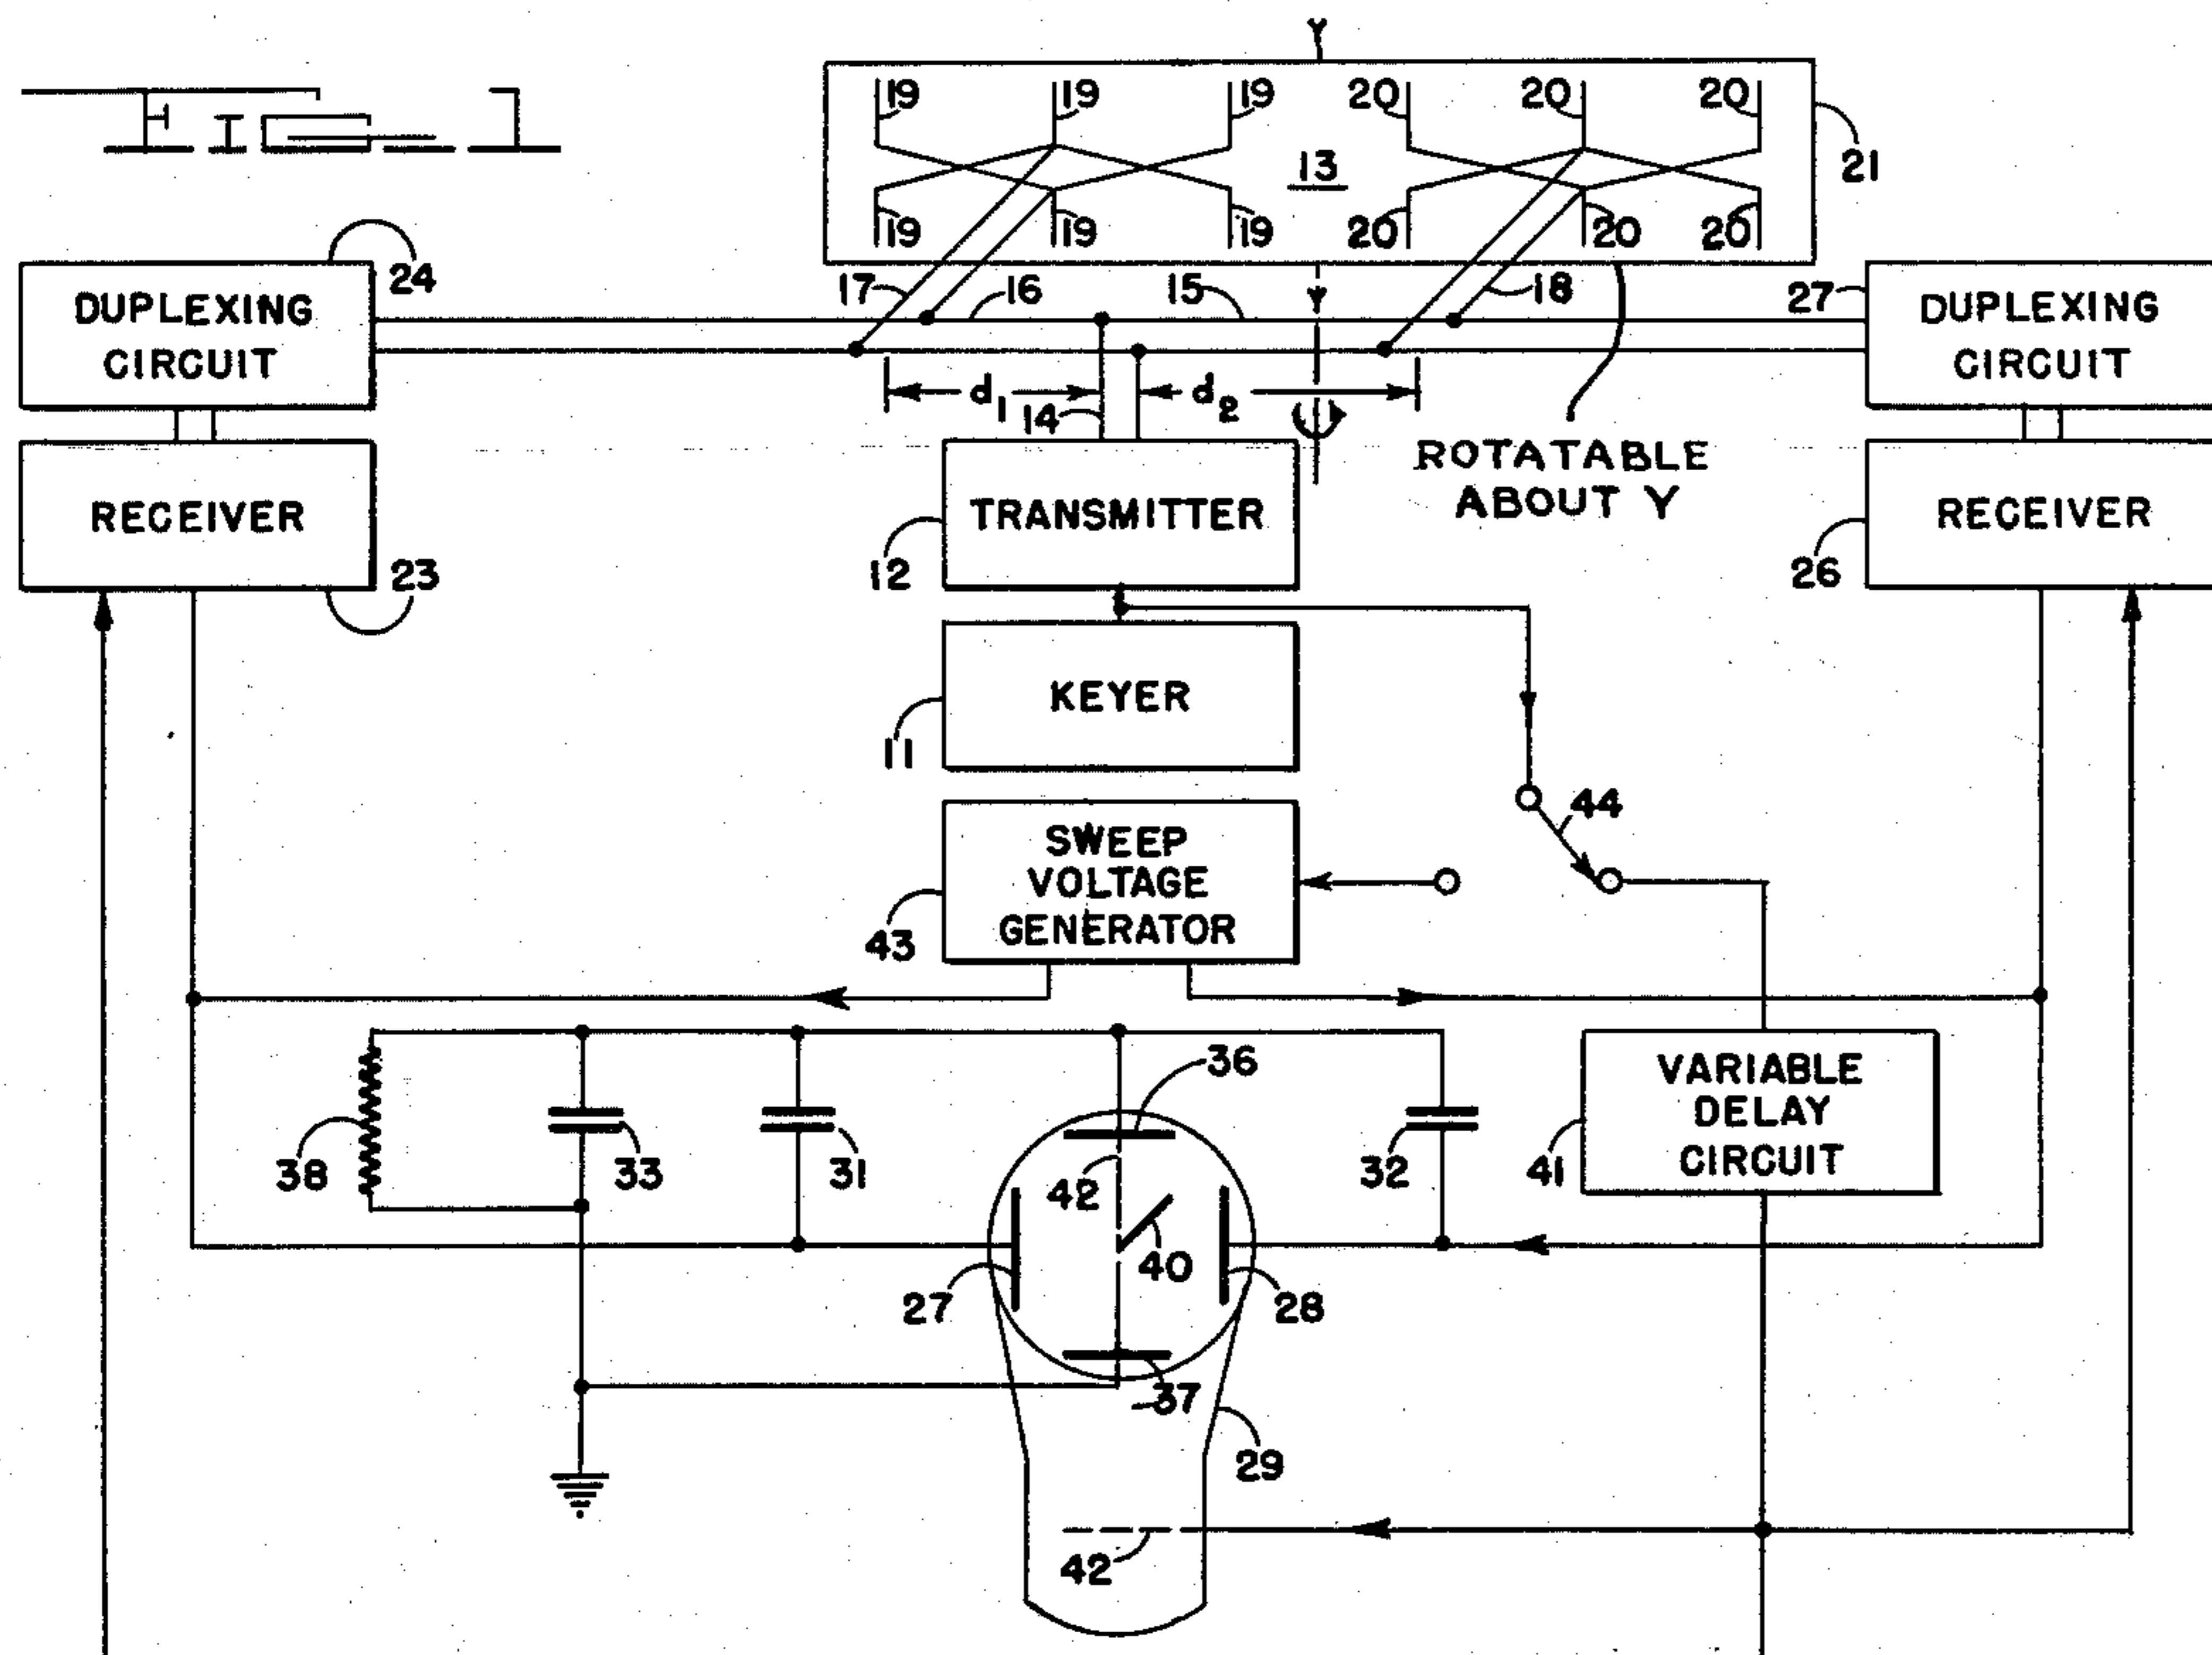 Y
19 19 19 20 20 20
13
21
19 19 19 20 20 20
24
17 16 15 Y 18 27
DUPLEXING
CIRCUIT
DUPLEXING
CIRCUIT
d1 14 d2
ROTATABLE
ABOUT Y
RECEIVER
TRANSMITTER
RECEIVER
23
12
26
KEYER
11
44
SWEEP
VOLTAGE
GENERATOR
43
36
VARIABLE
DELAY
CIRCUIT
38 33 31 42 32 41
40
27 28
37
29
42